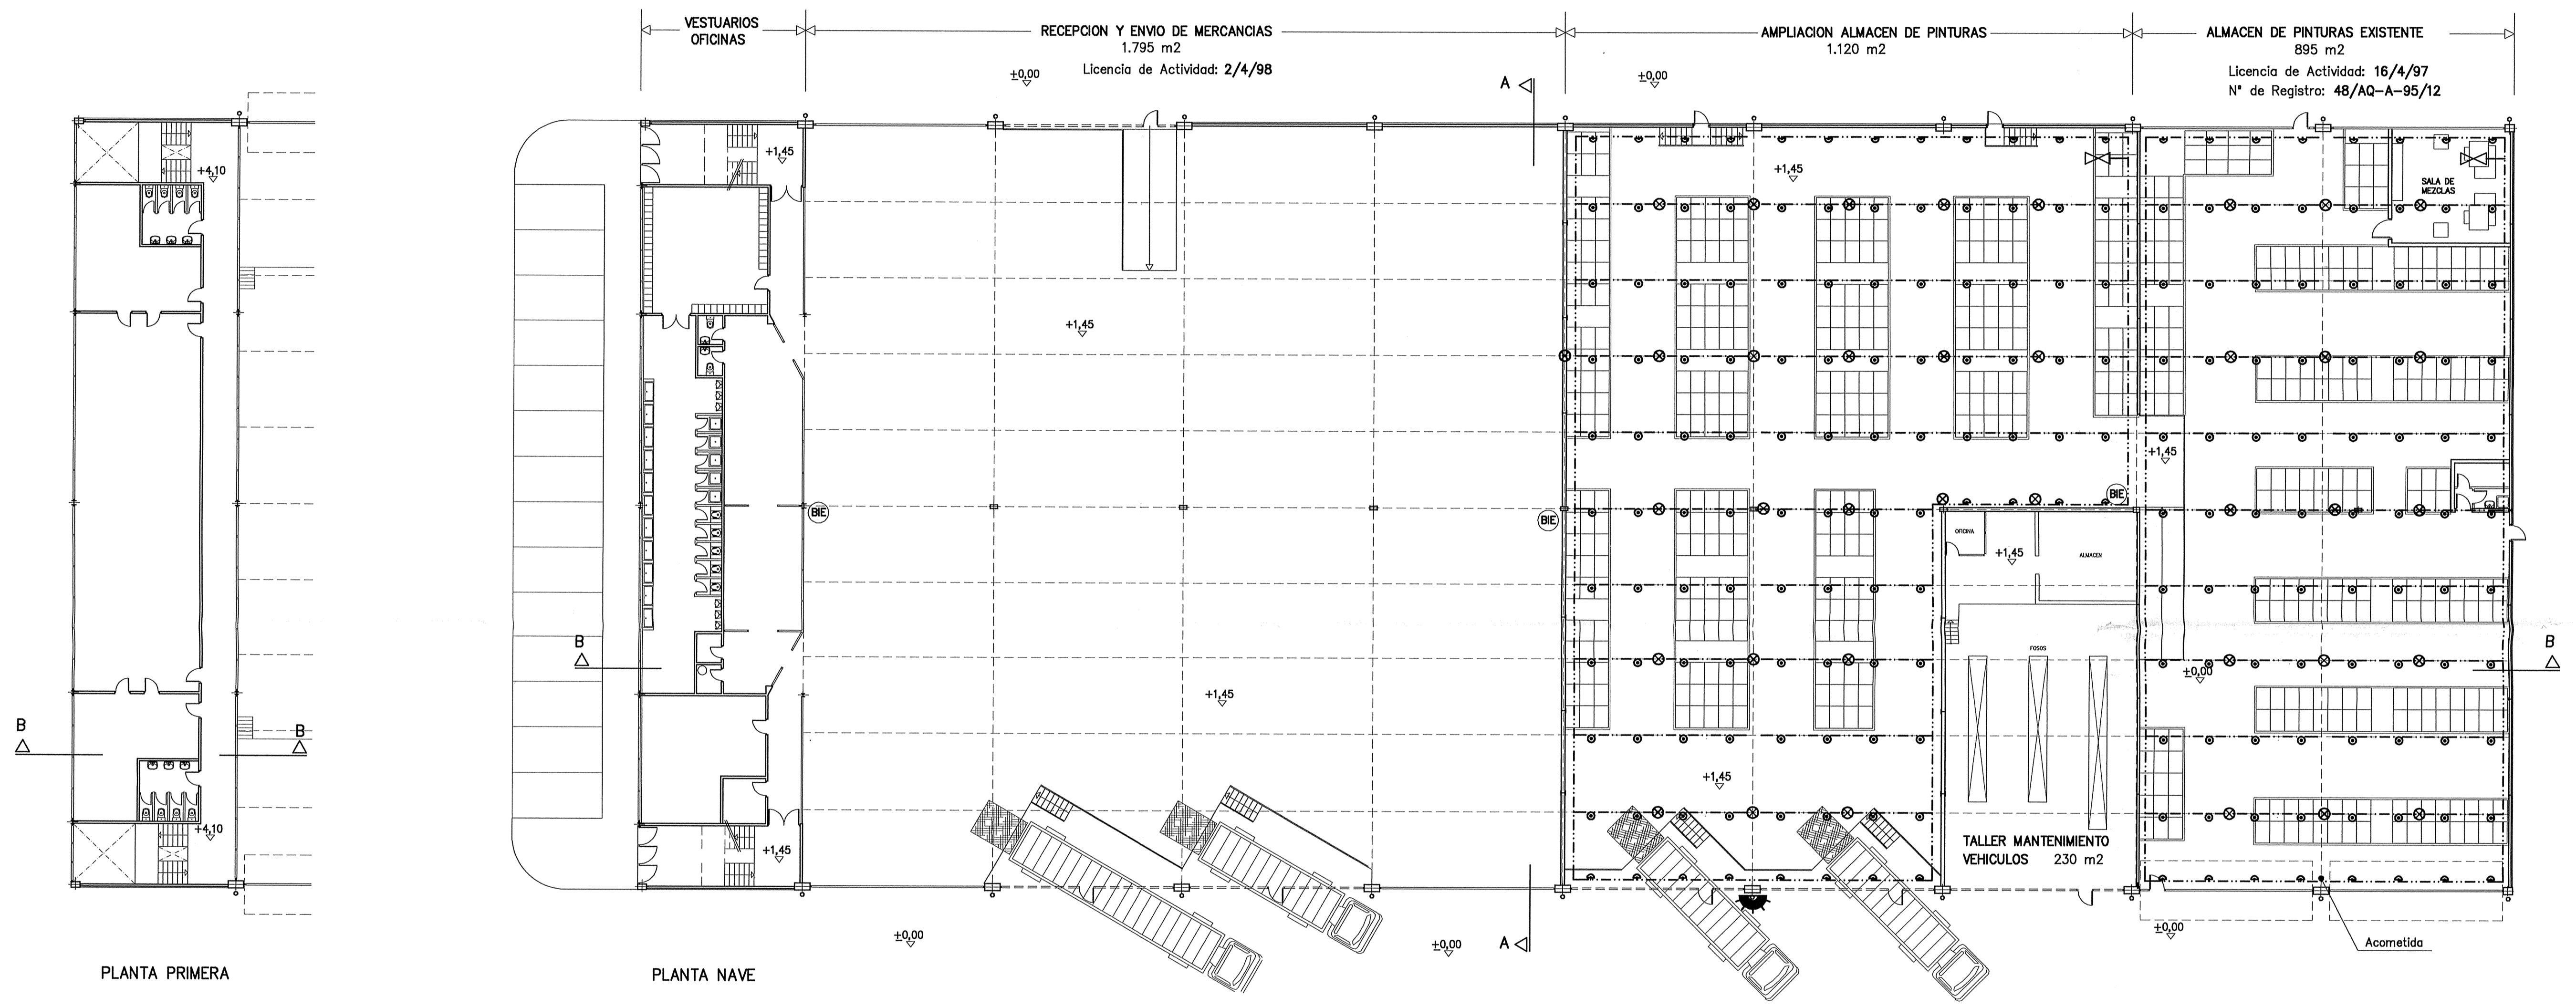 VESTUARIOS
OFICINAS
RECEPCION Y ENVIO DE MERCANCIAS
1.795 m2
Licencia de Actividad: 2/4/98
AMPLIACION ALMACEN DE PINTURAS
1.120 m2
ALMACEN DE PINTURAS EXISTENTE
895 m2
Licencia de Actividad: 16/4/97
Nº de Registro: 48/AQ-A-95/12
±0,00
A
±0,00
+4,10
+1,45
+1,45
SALA DE
MEZCLAS
+1,45
+1,45
BIE
BIE
BIE
OFICINA
+1,45
ALMACEN
FOSOS
B
B
±0,00
+1,45
B
B
+1,45
+4,10
+1,45
TALLER MANTENIMIENTO
VEHICULOS 230 m2
±0,00
±0,00
A
±0,00
Acometida
PLANTA PRIMERA
PLANTA NAVE